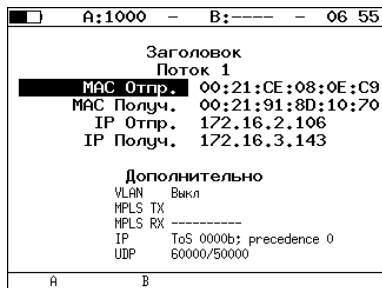 A:1000 – B:---- – 06 55
Заголовок
Поток 1
MAC Отпр. 00:21:CE:08:0E:C9
MAC Получ. 00:21:91:8D:10:70
IP Отпр. 172.16.2.106
IP Получ. 172.16.3.143
Дополнительно
VLAN Выкл
MPLS TX
MPLS RX ----------
IP ToS 0000b; precedence 0
UDP 60000/50000
A B